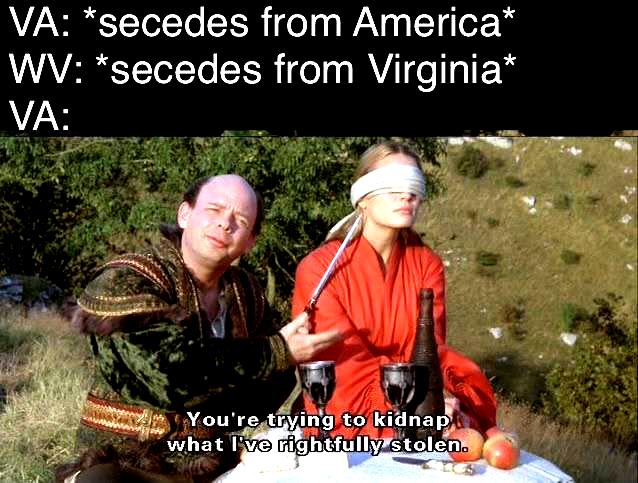 VA: *secedes from America*
WV: *secedes from Virginia*
VA:
You're trying to kidnap
what I've rightfully stolen.